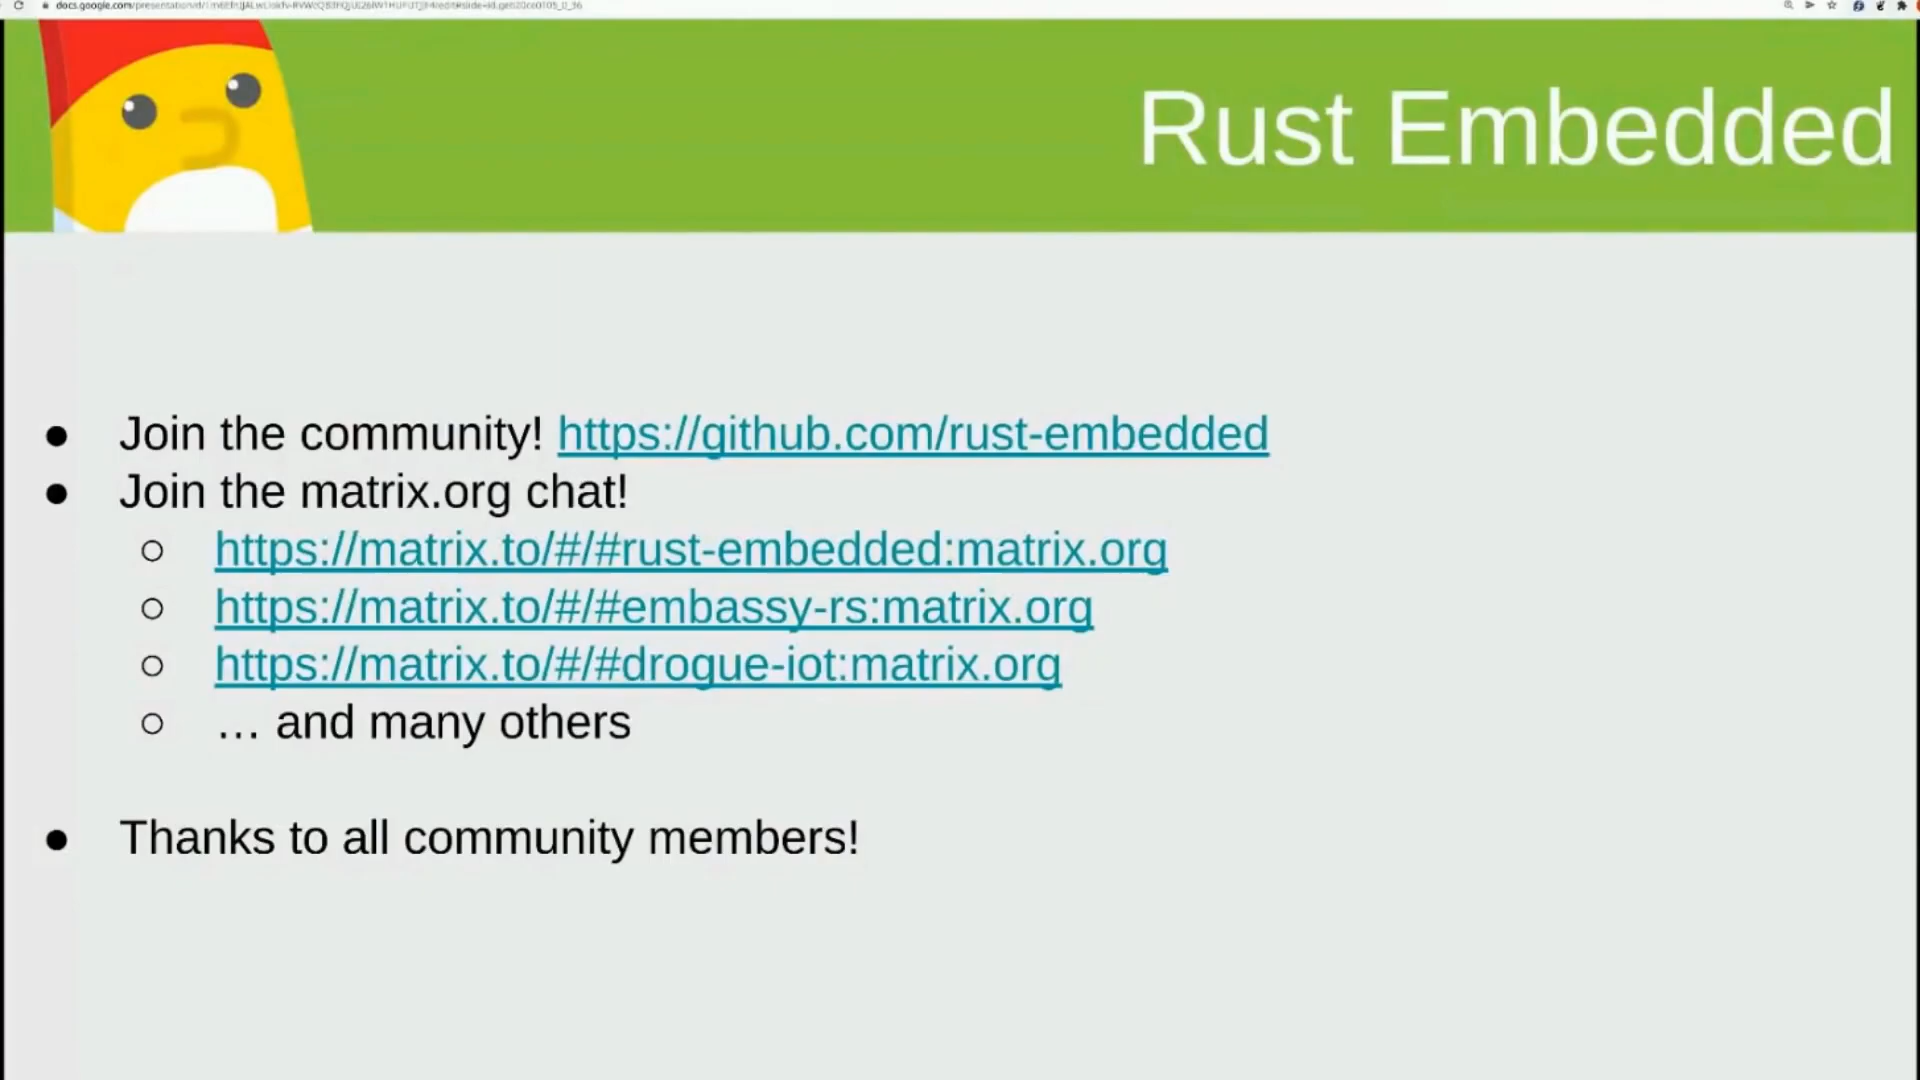 Rust Embedded
● Join the community! https://github.com/rust-embedded
● Join the matrix.org chat!
○ https://matrix.to/#/#rust-embedded:matrix.org
○ https://matrix.to/#/#embassy-rs:matrix.org
○ https://matrix.to/#/#drogue-iot:matrix.org
○ … and many others
● Thanks to all community members!